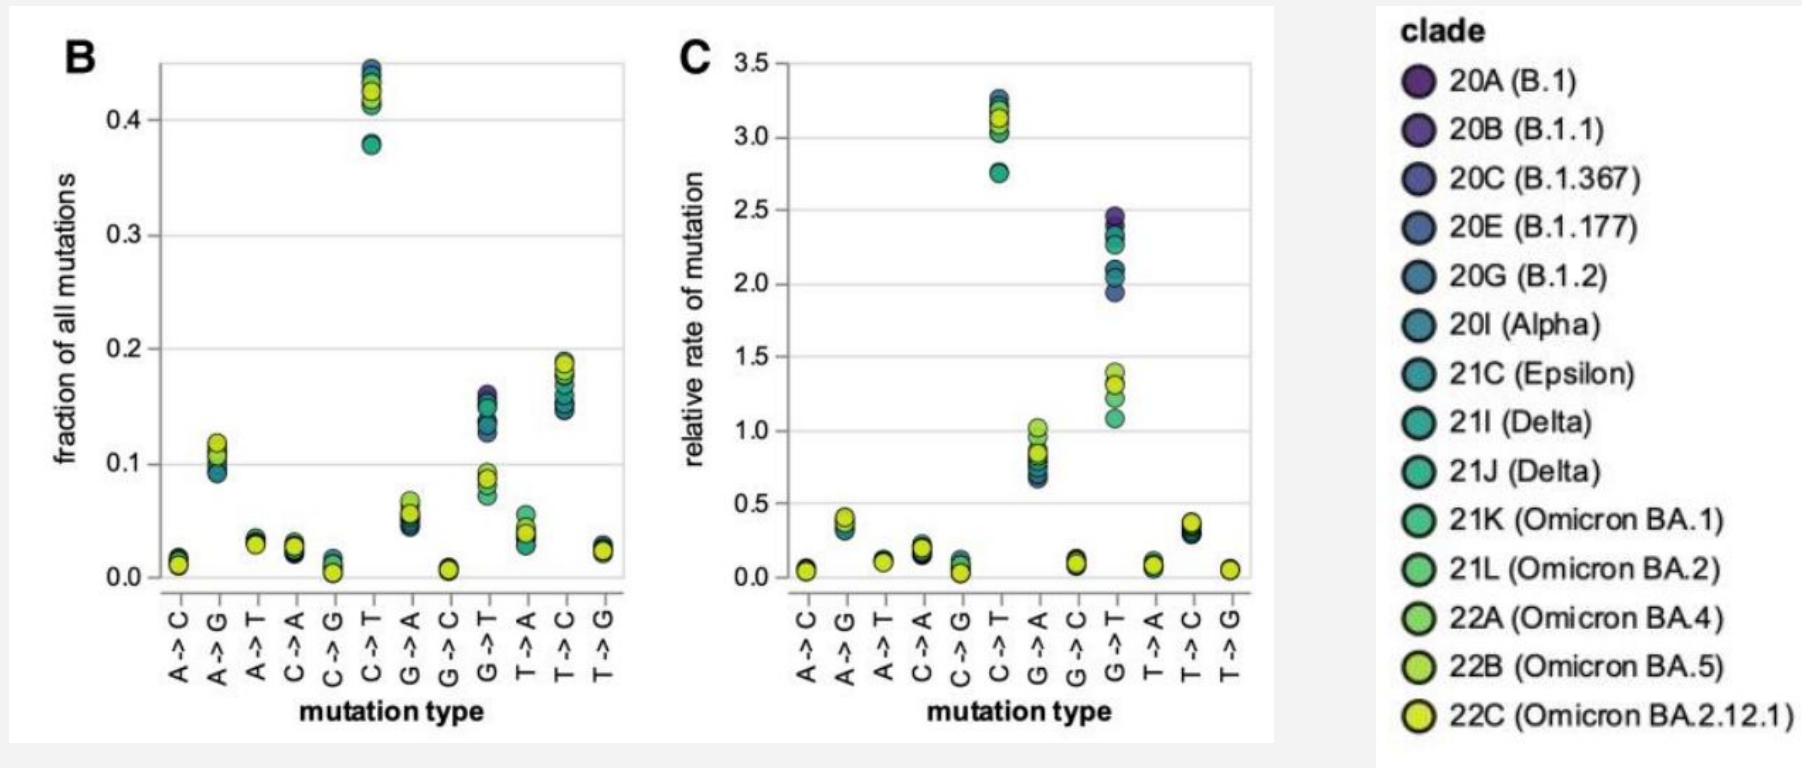 B
fraction of all mutations
0.4
0.3
0.2
0.1
0.0
A -> C
A -> G
A -> T
C -> A
C -> G
C -> T
G -> A
G -> C
G -> T
T -> A
T -> C
T -> G
mutation type
C
relative rate of mutation
3.5
3.0
2.5
2.0
1.5
1.0
0.5
0.0
A -> C
A -> G
A -> T
C -> A
C -> G
C -> T
G -> A
G -> C
G -> T
T -> A
T -> C
T -> G
mutation type
clade
20A (B.1)
20B (B.1.1)
20C (B.1.367)
20E (B.1.177)
20G (B.1.2)
20I (Alpha)
21C (Epsilon)
21I (Delta)
21J (Delta)
21K (Omicron BA.1)
21L (Omicron BA.2)
22A (Omicron BA.4)
22B (Omicron BA.5)
22C (Omicron BA.2.12.1)